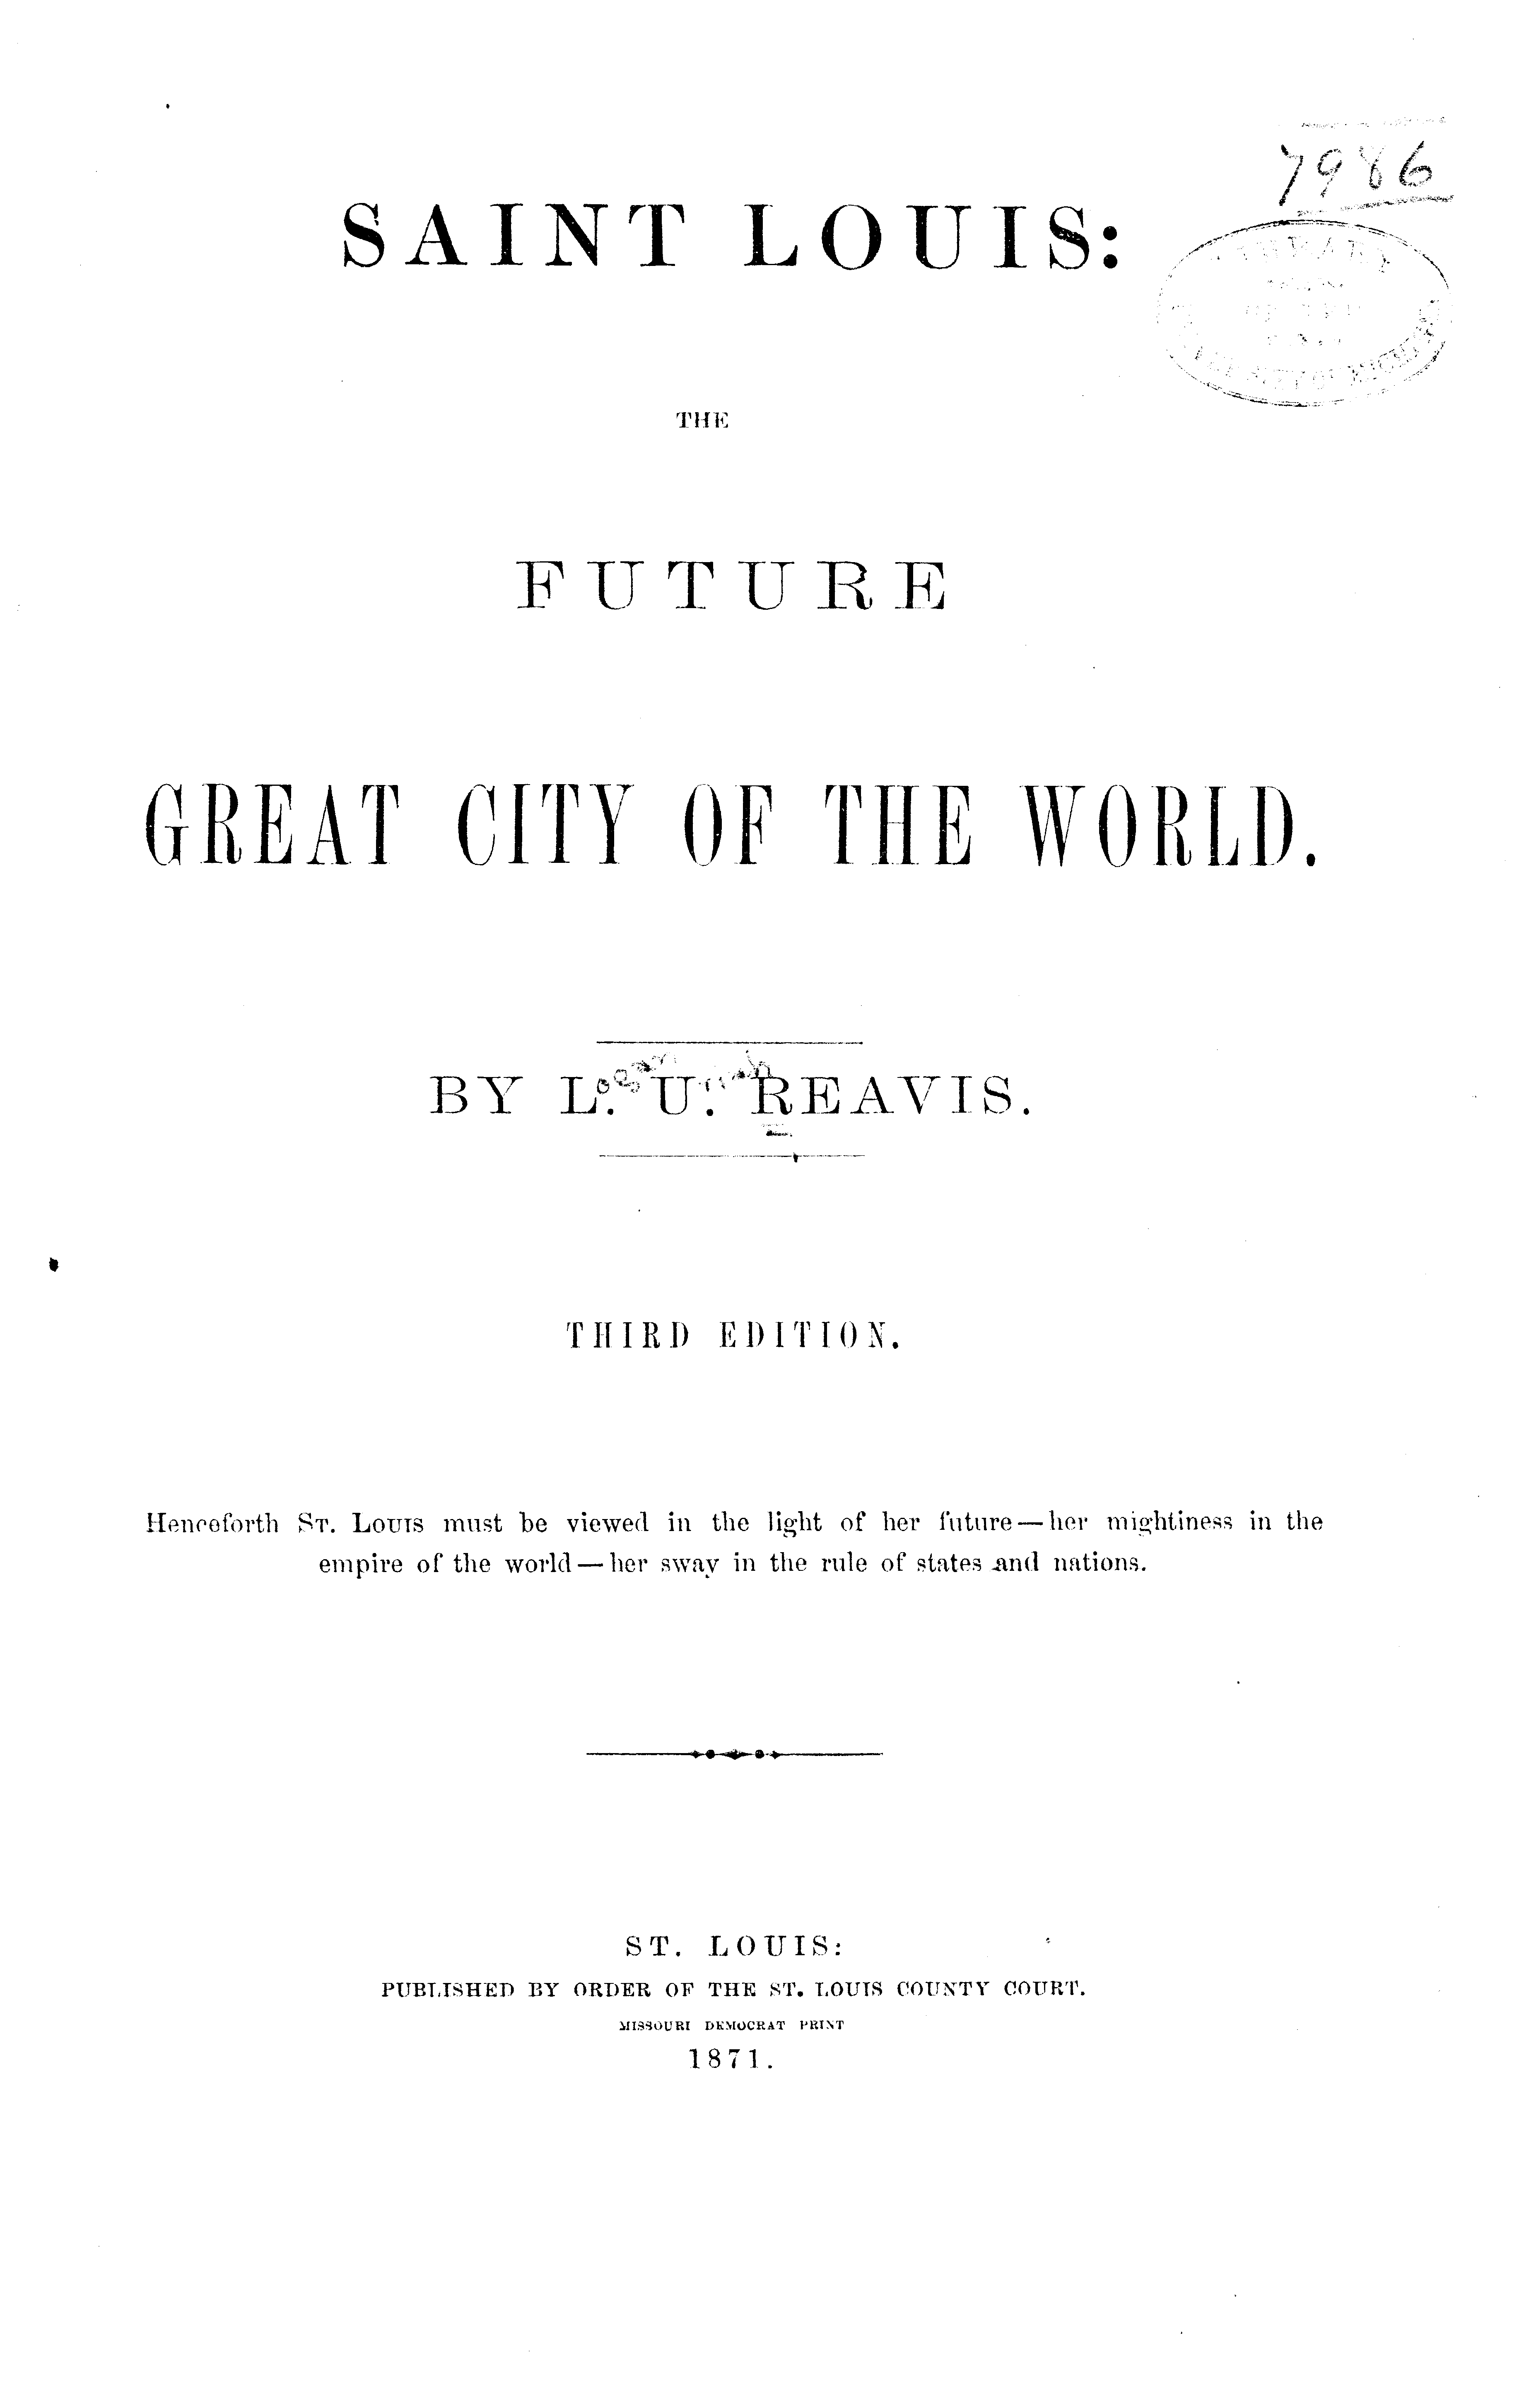 7986
SAINT LOUIS:
THE
FUTURE
GREAT CITY OF THE WORLD.
BY L. U. REAVIS.
THIRD EDITION.
Henceforth ST. LOUIS must be viewed in the light of her future—her mightiness in the
empire of the world—her sway in the rule of states and nations.
ST. LOUIS:
PUBLISHED BY ORDER OF THE ST. LOUIS COUNTY COURT.
MISSOURI DEMOCRAT PRINT
1871.